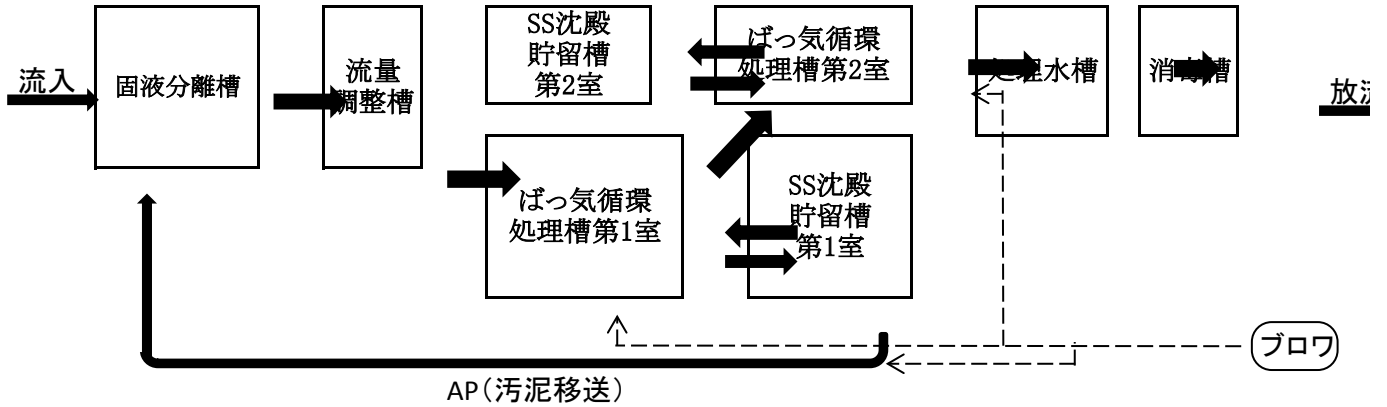 流入
固液分離槽
流量
調整槽
SS沈殿
貯留槽
第2室
ばっ気循環
処理槽第2室
処理水槽
消毒槽
放流
ばっ気循環
処理槽第1室
SS沈殿
貯留槽
第1室
ブロワ
AP(汚泥移送)